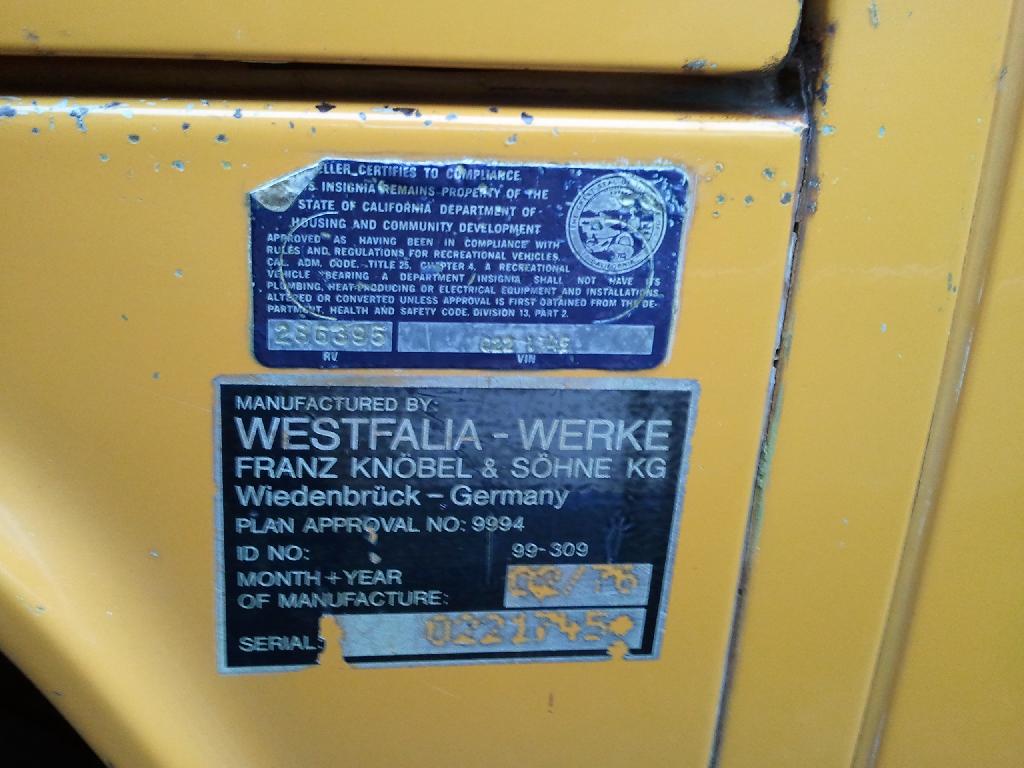 ELLER CERTIFIES TO COMPLIANCE.
S INSIGNIA REMAINS PROPERTY OF THE
STATE OF CALIFORNIA DEPARTMENT OF
HOUSING AND COMMUNITY DEVELOPMENT
APPROVED AS HAVING BEEN IN COMPLIANCE WITH
RULES AND REGULATIONS FOR RECREATIONAL VEHICLES,
CAL. ADM. CODE, TITLE 25, CHAPTER 4, A RECREATIONAL
VEHICLE BEARING A DEPARTMENT INSIGNIA SHALL NOT HAVE ITS
PLUMBING, HEAT-PRODUCING OR ELECTRICAL EQUIPMENT AND INSTALLATIONS
ALTERED OR CONVERTED UNLESS APPROVAL IS FIRST OBTAINED FROM THE DE-
PARTMENT, HEALTH AND SAFETY CODE, DIVISION 13, PART 2.
286395
RV VIN
MANUFACTURED BY:
WESTFALIA - WERKE
FRANZ KNÖBEL & SÖHNE KG
Wiedenbrück - Germany
PLAN APPROVAL NO: 9994
ID NO: 99-309
MONTH + YEAR
OF MANUFACTURE: 02/76
SERIAL: 0221745